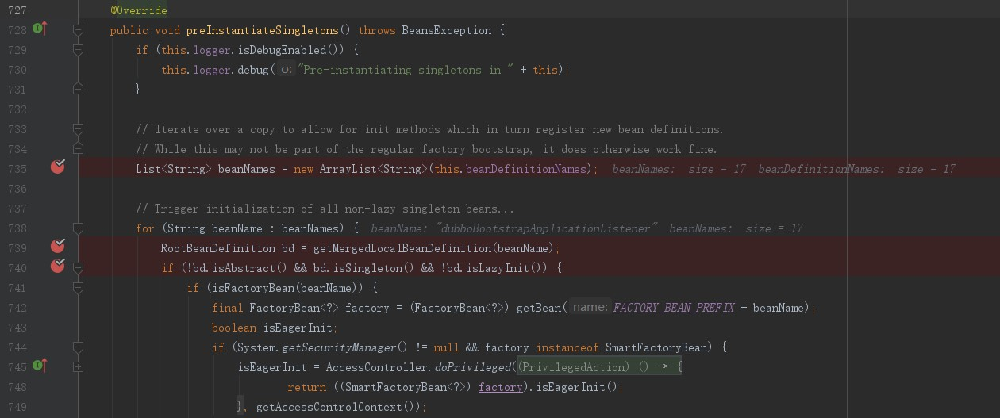 727 @Override
728 public void preInstantiateSingletons() throws BeansException {
729 if (this.logger.isDebugEnabled()) {
730 this.logger.debug( o: "Pre-instantiating singletons in " + this);
731 }
732
733 // Iterate over a copy to allow for init methods which in turn register new bean definitions.
734 // While this may not be part of the regular factory bootstrap, it does otherwise work fine.
735 List<String> beanNames = new ArrayList<String>(this.beanDefinitionNames); beanNames: size = 17 beanDefinitionNames: size = 17
736
737 // Trigger initialization of all non-lazy singleton beans...
738 for (String beanName : beanNames) { beanName: "dubboBootstrapApplicationListener" beanNames: size = 17
739 RootBeanDefinition bd = getMergedLocalBeanDefinition(beanName);
740 if (!bd.isAbstract() && bd.isSingleton() && !bd.isLazyInit()) {
741 if (isFactoryBean(beanName)) {
742 final FactoryBean<?> factory = (FactoryBean<?>) getBean( name: FACTORY_BEAN_PREFIX + beanName);
743 boolean isEagerInit;
744 if (System.getSecurityManager() != null && factory instanceof SmartFactoryBean) {
745 isEagerInit = AccessController.doPrivileged((PrivilegedAction) () → {
748 return ((SmartFactoryBean<?>) factory).isEagerInit();
749 }, getAccessControlContext());